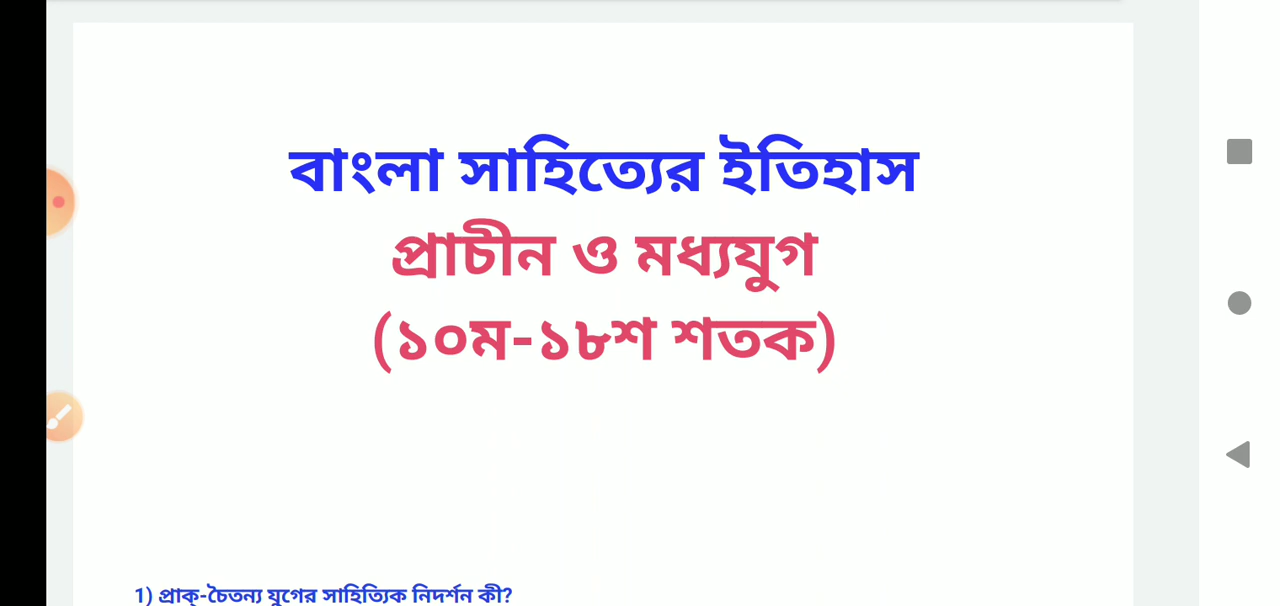 বাংলা সাহিত্যের ইতিহাস
প্রাচীন ও মধ্যযুগ
(১০ম-১৮শ শতক)
1) প্রাক্-চৈতন্য যুগের সাহিত্যিক নিদর্শন কী?